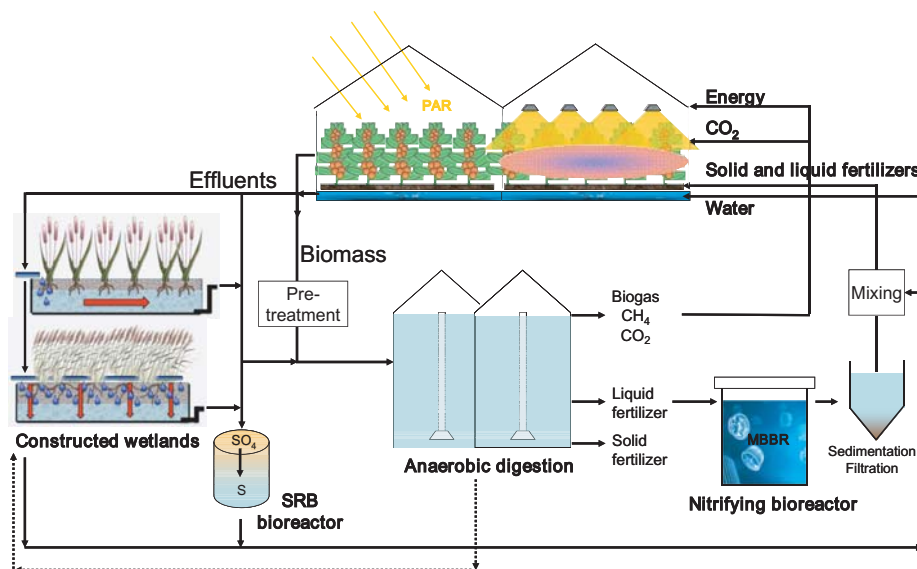 PAR
Energy
CO2
Solid and liquid fertilizers
Water
Effluents
Biomass
Pre-
treatment
Biogas
CH4
CO2
Mixing
Liquid
fertilizer
Solid
fertilizer
MBBR
Sedimentation
Filtration
Constructed wetlands
SO4
S
SRB
bioreactor
Anaerobic digestion
Nitrifying bioreactor